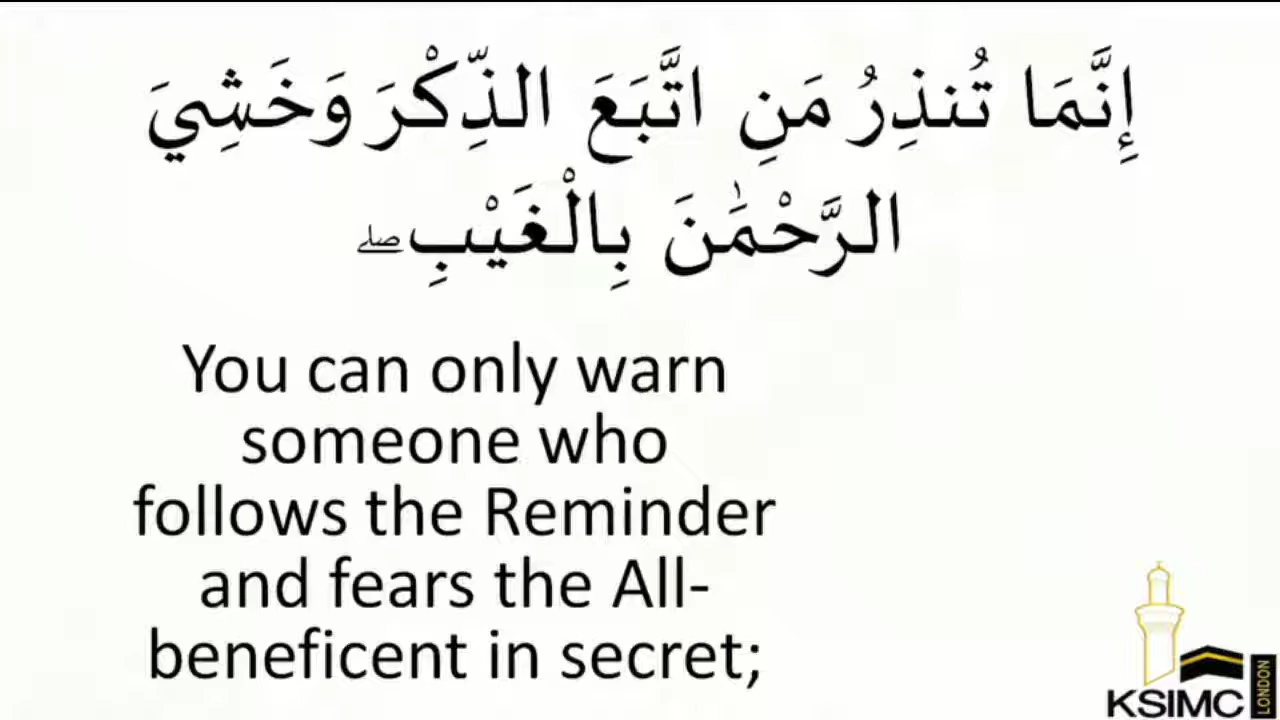 إِنَّمَا تُنذِرُ مَنِ اتَّبَعَ الذِّكْرَ وَخَشِيَ
الرَّحْمَٰنَ بِالْغَيْبِ ۖ
You can only warn
someone who
follows the Reminder
and fears the All-
beneficent in secret;
KSIMC
LONDON